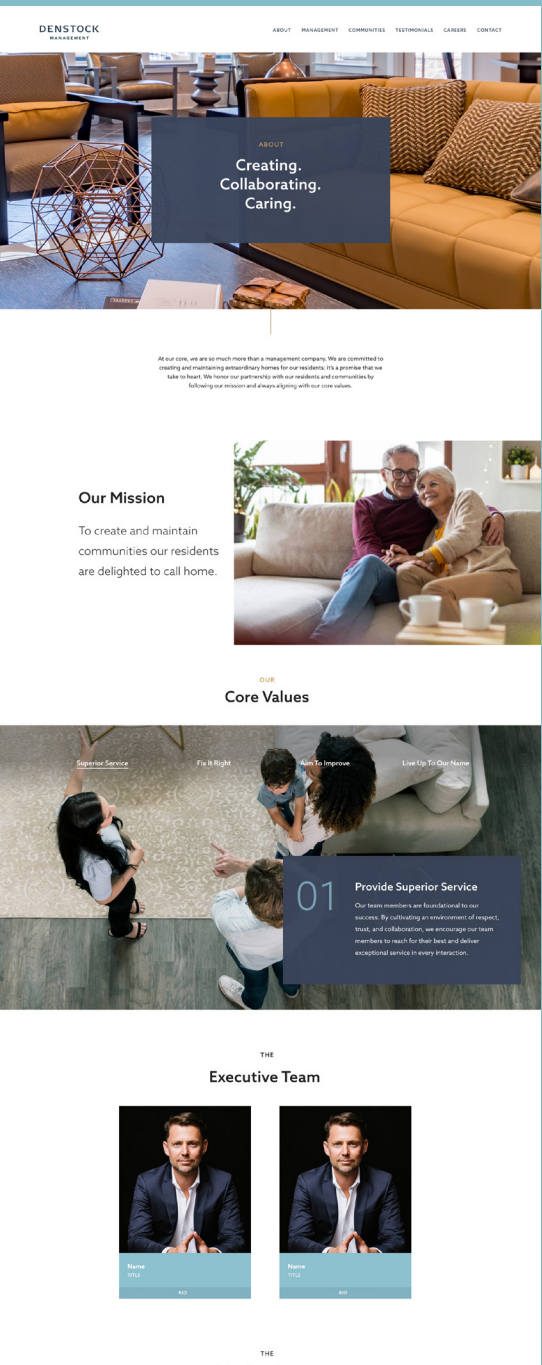 DENSTOCK
MANAGEMENT
ABOUT MANAGEMENT COMMUNITIES TESTIMONIALS CAREERS CONTACT
ABOUT
Creating.
Collaborating.
Caring.
At our core, we are so much more than a management company. We are committed to
creating and maintaining extraordinary homes for our residents; it's a promise that we
take to heart. We honor our partnership with our residents and communities by
following our mission and always aligning with our core values.
Our Mission
To create and maintain
communities our residents
are delighted to call home.
OUR
Core Values
Superior Service Fix It Right Aim To Improve Live Up To Our Name
01 Provide Superior Service
Our team members are foundational to our
success. By cultivating an environment of respect,
trust, and collaboration, we encourage our team
members to reach for their best and deliver
exceptional service in every interaction.
THE
Executive Team
Name Name
TITLE TITLE
BIO BIO
THE